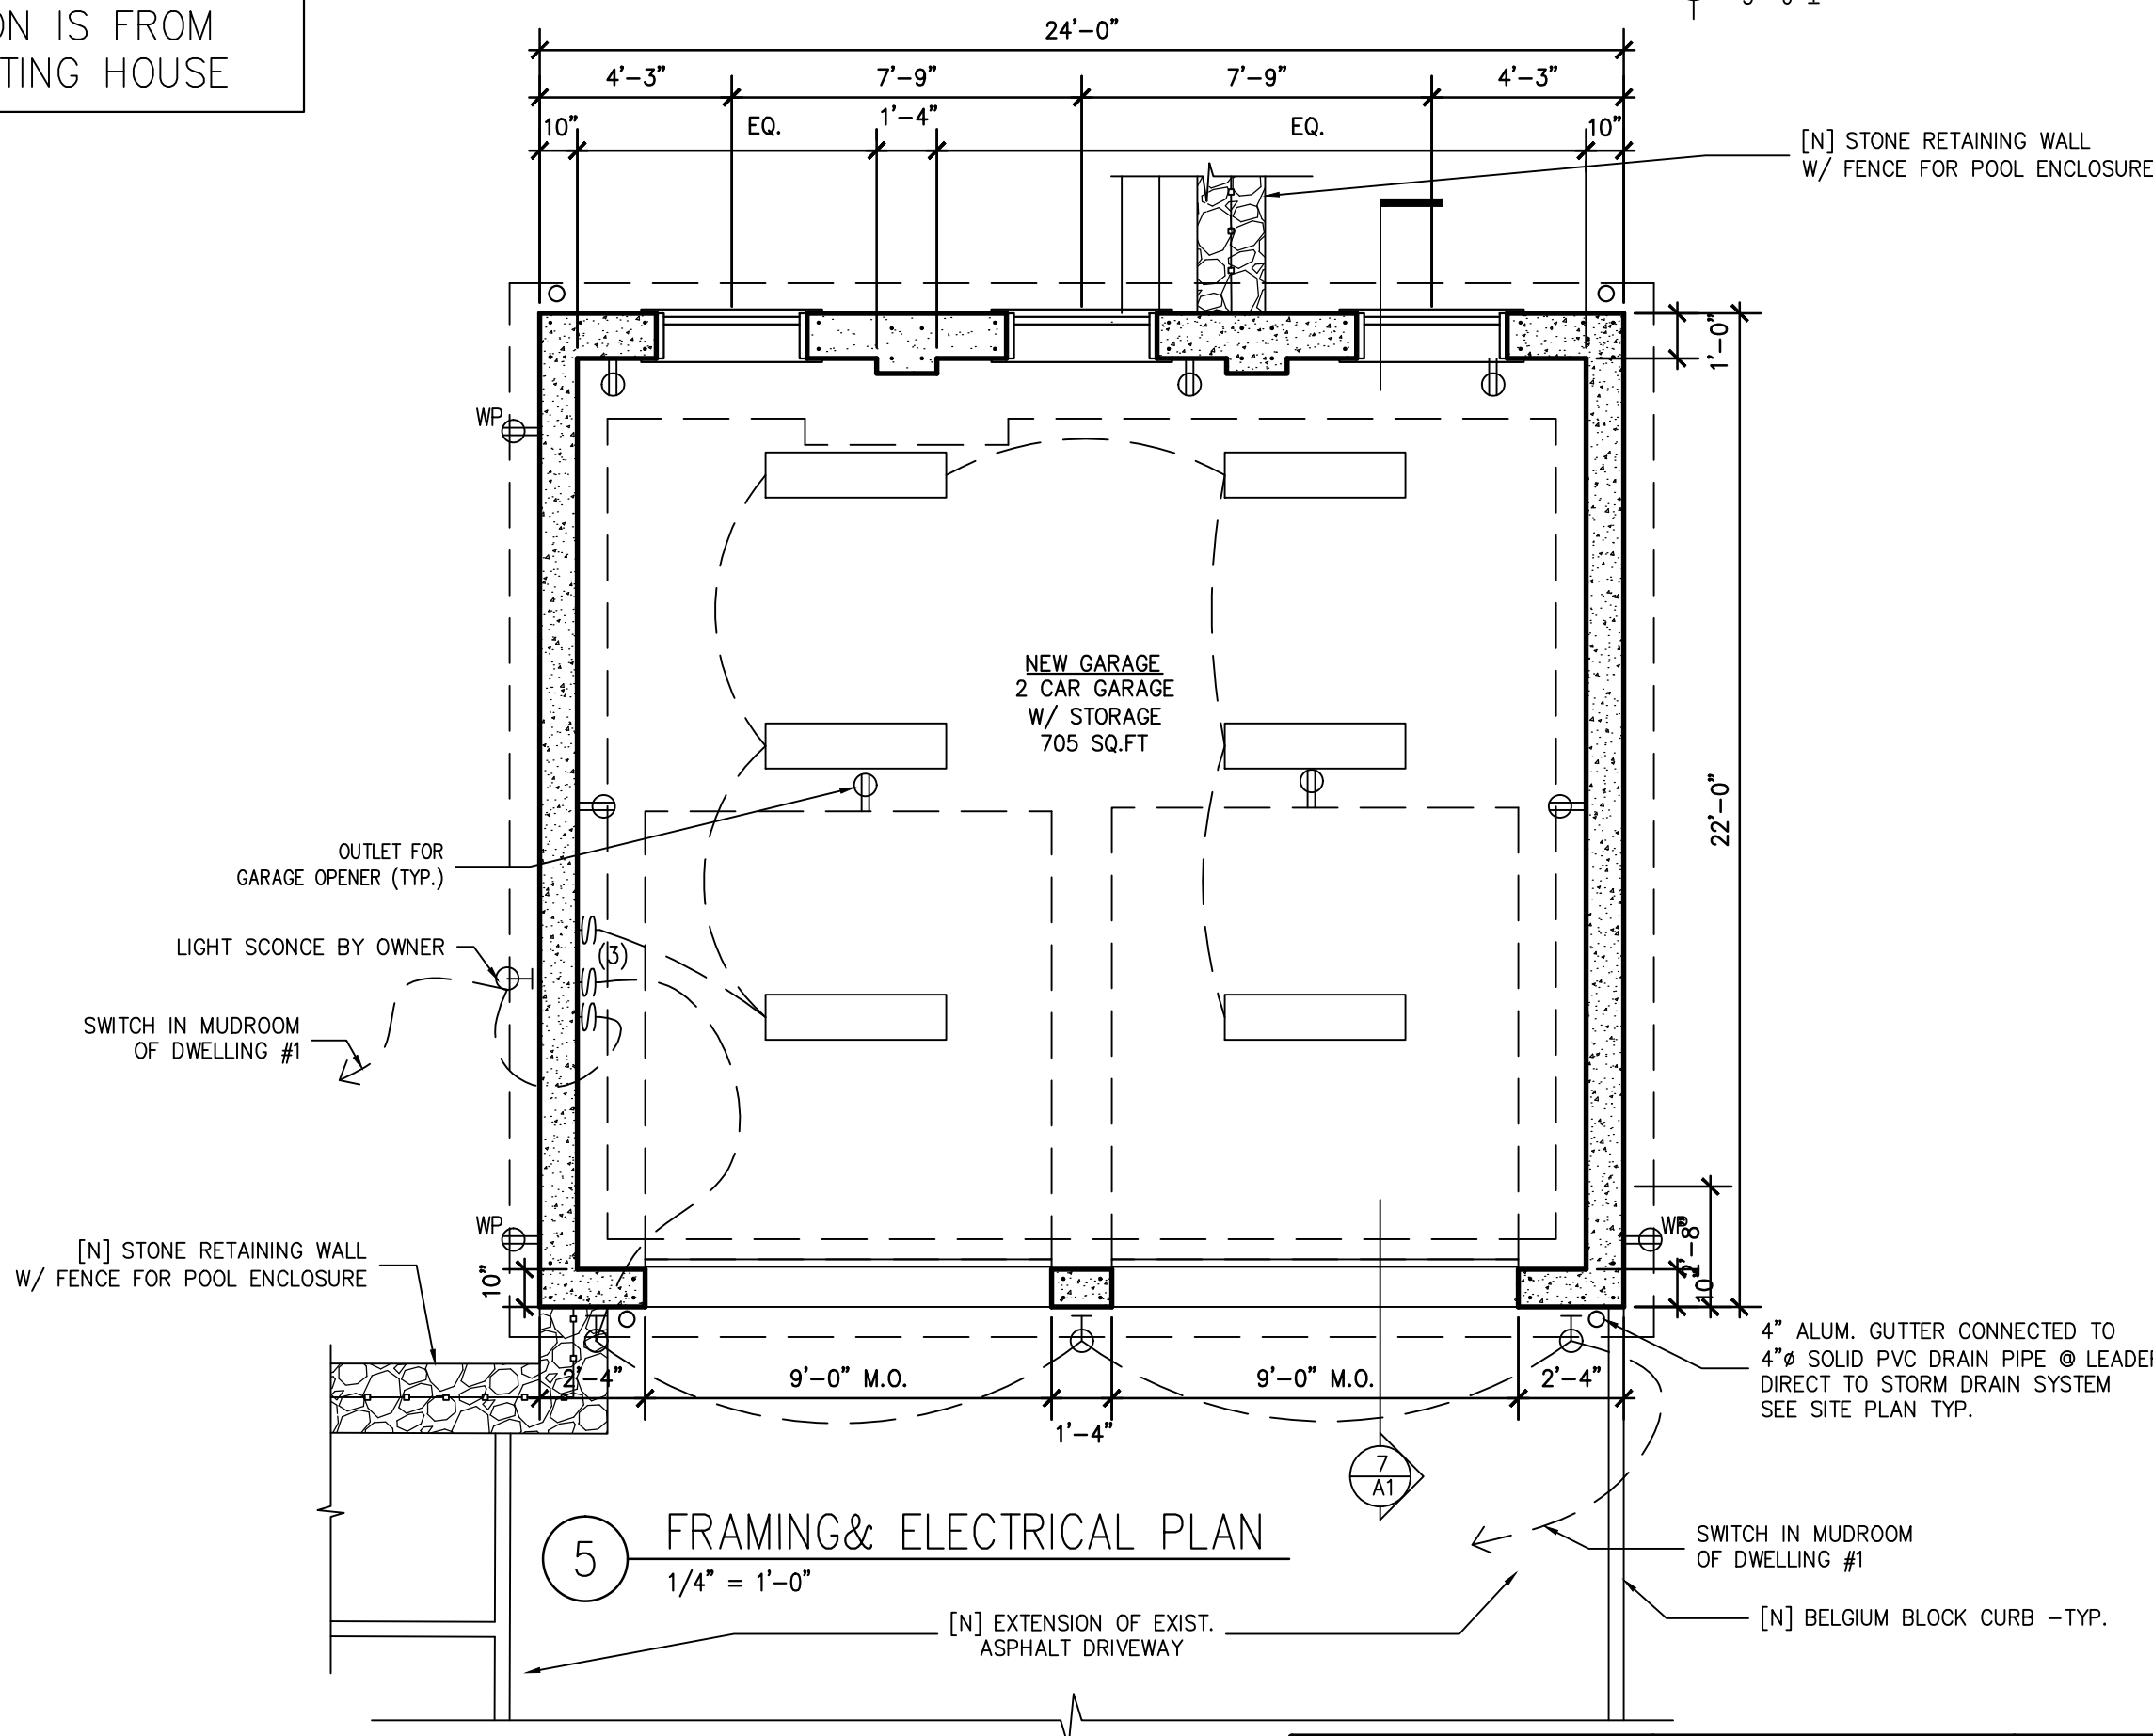 ON IS FROM
TING HOUSE
24'-0"
4'-3" 7'-9" 7'-9" 4'-3"
10" EQ. 1'-4" EQ. 10"
[N] STONE RETAINING WALL
W/ FENCE FOR POOL ENCLOSURE
1'-0"
WP
NEW GARAGE
2 CAR GARAGE
W/ STORAGE
705 SQ.FT
22'-0"
OUTLET FOR
GARAGE OPENER (TYP.)
LIGHT SCONCE BY OWNER
(3)
SWITCH IN MUDROOM
OF DWELLING #1
WP
WP
2'-8"
10"
[N] STONE RETAINING WALL
W/ FENCE FOR POOL ENCLOSURE
10"
4" ALUM. GUTTER CONNECTED TO
4"ø SOLID PVC DRAIN PIPE @ LEADER
DIRECT TO STORM DRAIN SYSTEM
SEE SITE PLAN TYP.
2'-4" 9'-0" M.O. 9'-0" M.O. 2'-4"
1'-4"
7
A1
5 FRAMING& ELECTRICAL PLAN
1/4" = 1'-0"
SWITCH IN MUDROOM
OF DWELLING #1
[N] EXTENSION OF EXIST.
ASPHALT DRIVEWAY
[N] BELGIUM BLOCK CURB -TYP.